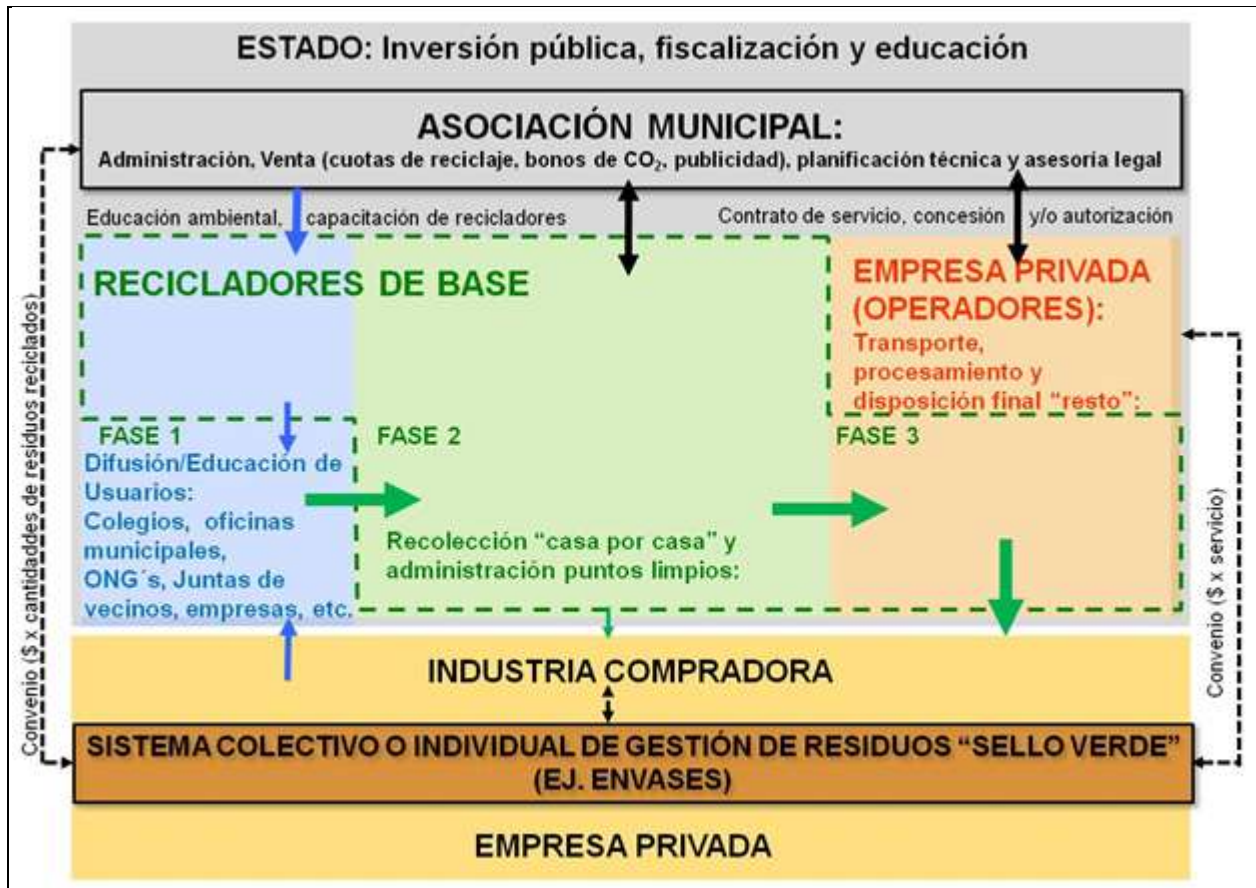 ESTADO: Inversión pública, fiscalización y educación
ASOCIACIÓN MUNICIPAL:
Administración, Venta (cuotas de reciclaje, bonos de CO₂, publicidad), planificación técnica y asesoría legal
Educación ambiental, capacitación de recicladores
Contrato de servicio, concesión y/o autorización
RECICLADORES DE BASE
EMPRESA PRIVADA
(OPERADORES):
Transporte,
procesamiento y
disposición final “resto”:
FASE 1
Difusión/Educación de
Usuarios:
Colegios, oficinas
municipales,
ONG´s, Juntas de
vecinos, empresas, etc.
FASE 2
Recolección “casa por casa” y
administración puntos limpios:
FASE 3
Convenio ($ x cantidaddes de residuos reciclados)
Convenio ($ x servicio)
INDUSTRIA COMPRADORA
SISTEMA COLECTIVO O INDIVIDUAL DE GESTIÓN DE RESIDUOS “SELLO VERDE”
(EJ. ENVASES)
EMPRESA PRIVADA